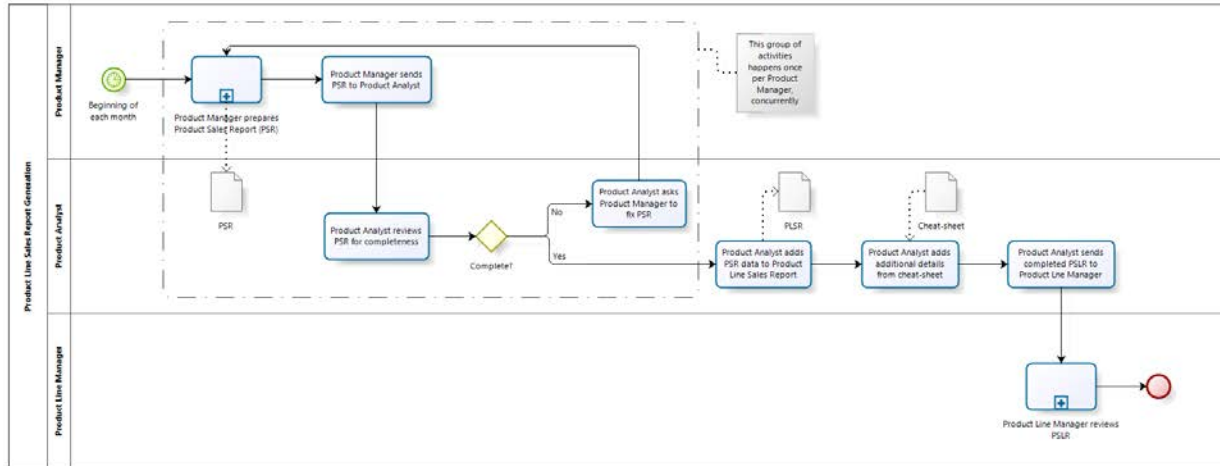 Product Line Sales Report Generation
Product Manager
Beginning of
each month
Product Manager prepares
Product Sales Report (PSR)
Product Manager sends
PSR to Product Analyst
This group of
activities
happens once
per Product
Manager,
concurrently
Product Analyst
PSR
Product Analyst reviews
PSR for completeness
Complete?
No
Yes
Product Analyst asks
Product Manager to
fix PSR
Product Analyst adds
PSR data to Product
Line Sales Report
PLSR
Product Analyst adds
additional details
from cheat-sheet
Cheat-sheet
Product Analyst sends
completed PSLR to
Product Lne Manager
Product Line Manager
Product Line Manager reviews
PSLR